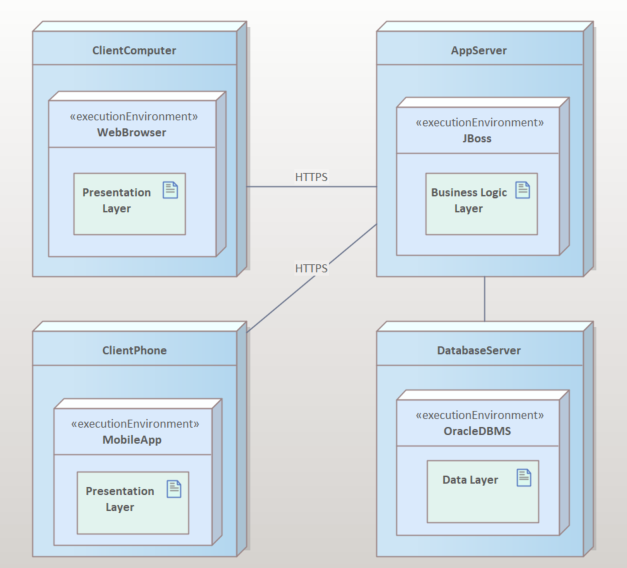 ClientComputer
«executionEnvironment»
WebBrowser
Presentation
Layer
HTTPS
AppServer
«executionEnvironment»
JBoss
Business Logic
Layer
HTTPS
ClientPhone
«executionEnvironment»
MobileApp
Presentation
Layer
DatabaseServer
«executionEnvironment»
OracleDBMS
Data Layer